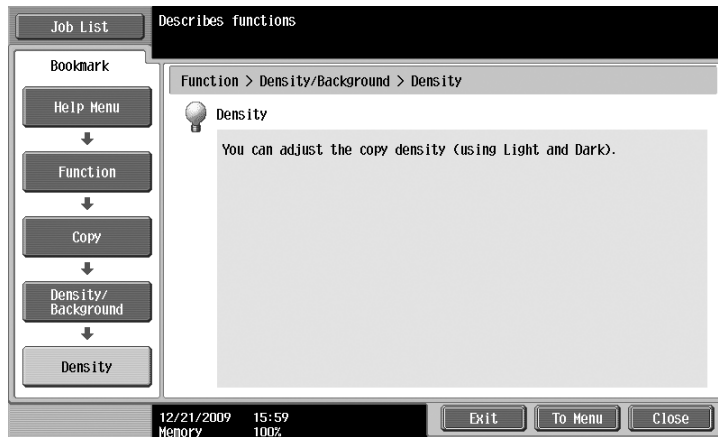 Job List
Describes functions
Bookmark
Help Menu
Function
Copy
Density/
Background
Density
Function > Density/Background > Density
Density
You can adjust the copy density (using Light and Dark).
12/21/2009 15:59
Memory 100%
Exit
To Menu
Close